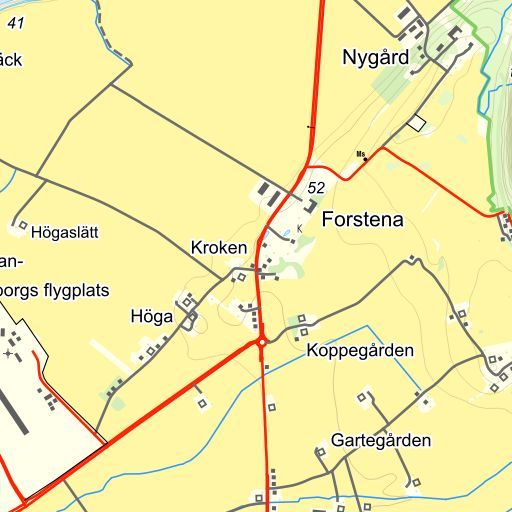 41
äck
Nygård
Ms
52
Forstena
K
Högaslätt
Kroken
an-
borgs flygplats
Höga
Koppegården
Gartegården